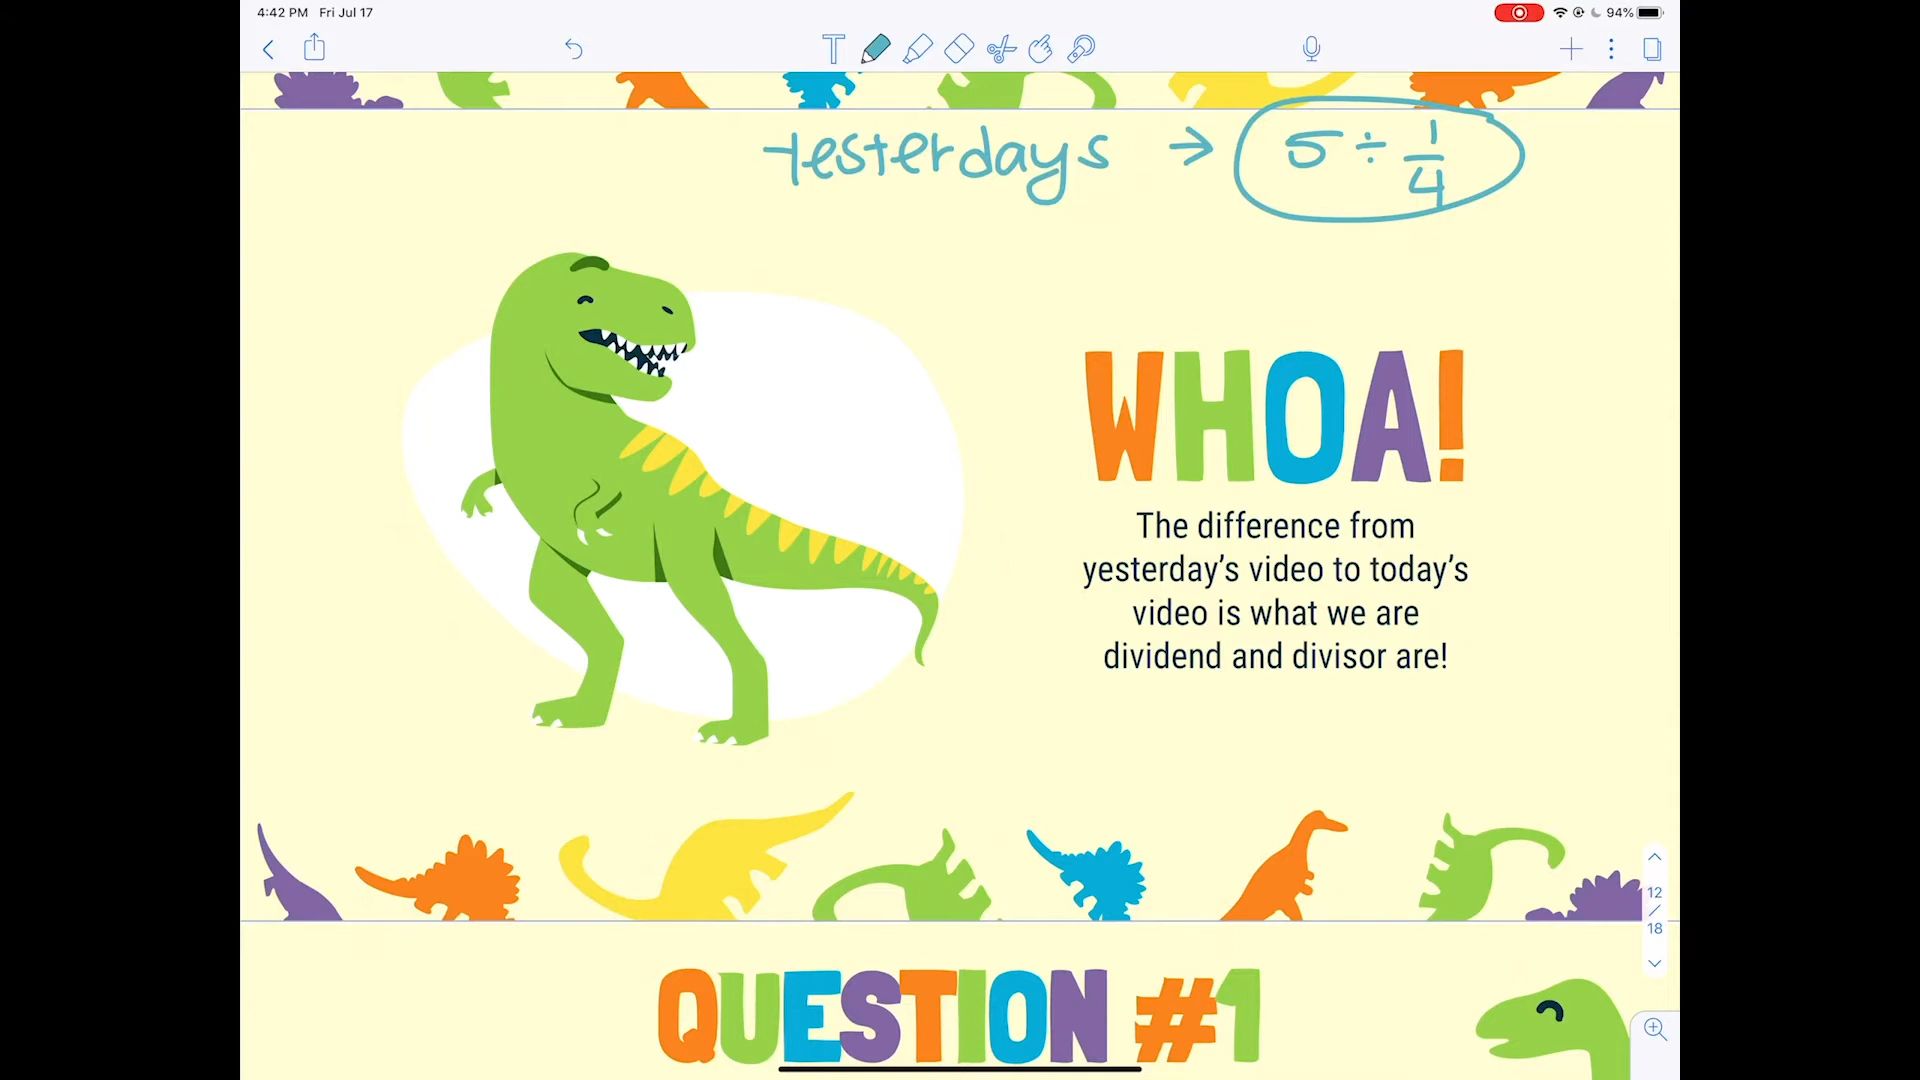 4:42 PM Fri Jul 17
94%
yesterdays → 5 ÷ 1/4
WHOA!
The difference from
yesterday's video to today's
video is what we are
dividend and divisor are!
12
/
18
QUESTION #1